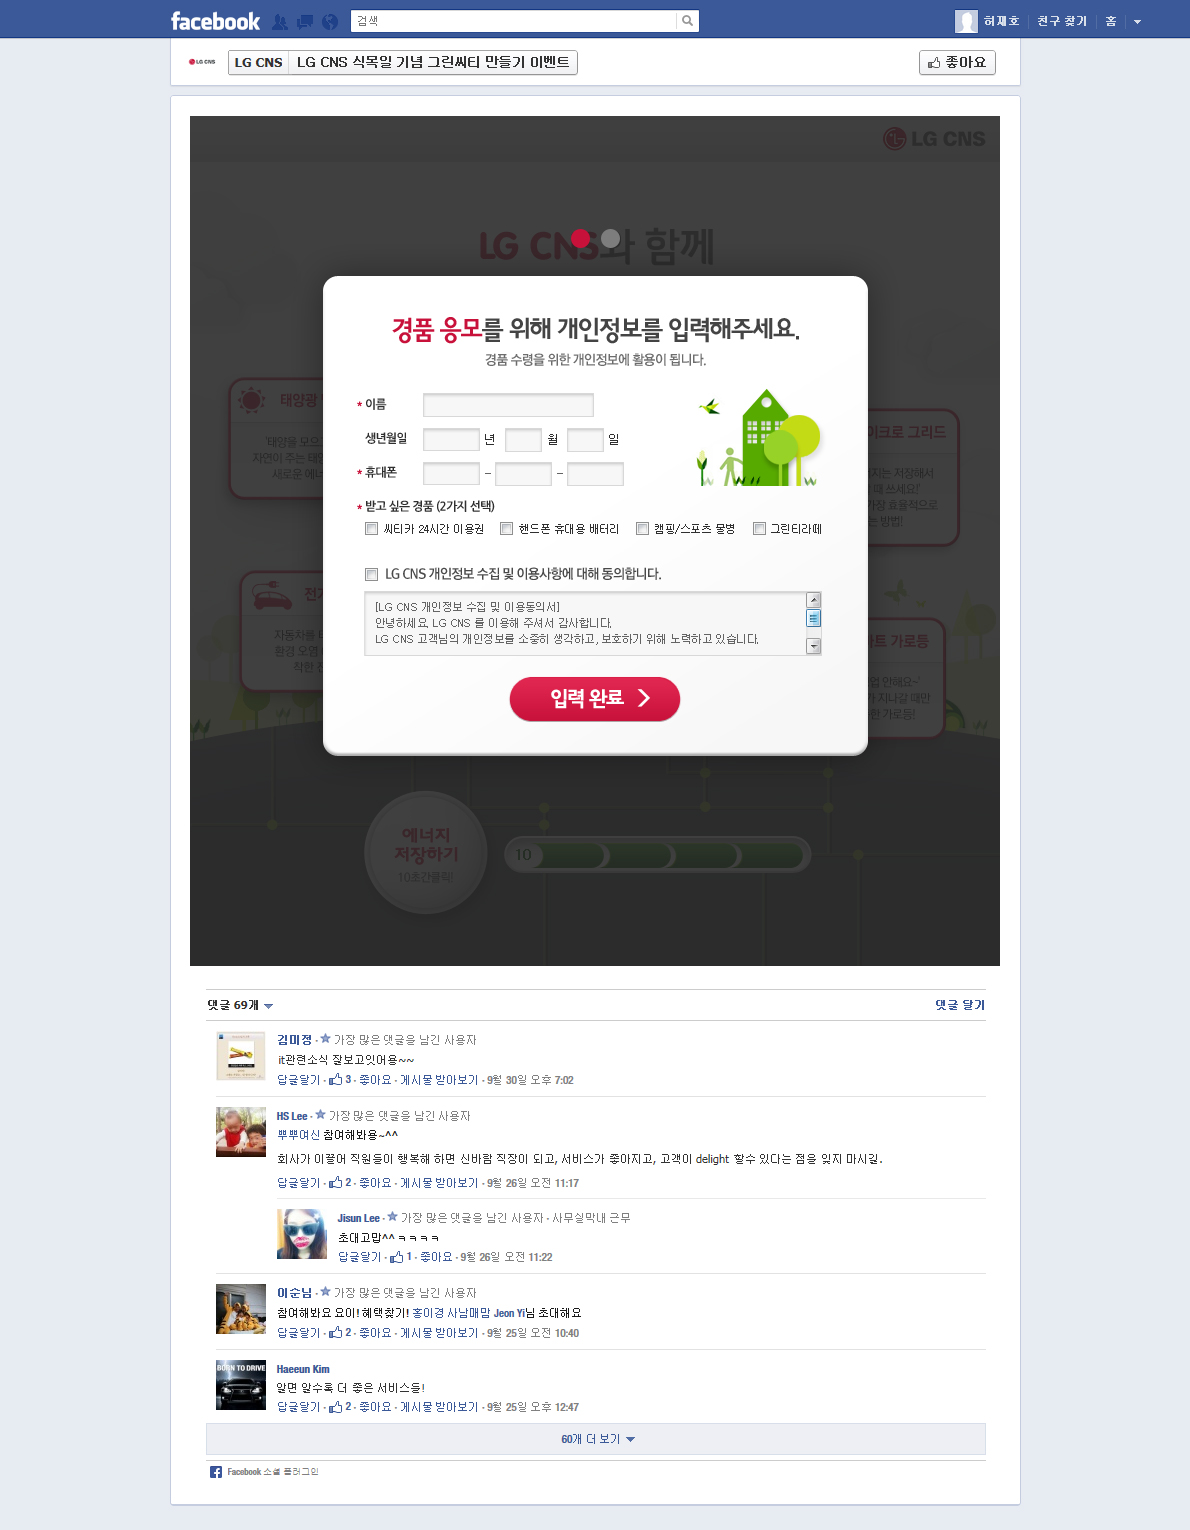 facebook
검색
허재호
친구 찾기
홈
LG CNS
LG CNS
LG CNS 식목일 기념 그린씨티 만들기 이벤트
좋아요
LG CNS
LG CNS와 함께
경품 응모를 위해 개인정보를 입력해주세요.
경품 수령을 위한 개인정보에 활용이 됩니다.
* 이름
생년월일 년 월 일
* 휴대폰 – –
* 받고 싶은 경품 (2가지 선택)
씨티카 24시간 이용권
핸드폰 휴대용 배터리
캠핑/스포츠 물병
그린티라떼
LG CNS 개인정보 수집 및 이용사항에 대해 동의합니다.
[LG CNS 개인정보 수집 및 이용동의서]
안녕하세요. LG CNS 를 이용해 주셔서 감사합니다.
LG CNS 고객님의 개인정보를 소중히 생각하고, 보호하기 위해 노력하고 있습니다.
입력 완료
태양광
'태양을 모으
자연이 주는 태양
새로운 에너
이크로 그리드
지는 저장해서
때 쓰세요!'
가장 효율적으로
는 방법!
전기
자동차를 타
환경 오염
착한 전
마트 가로등
업 안해요~'
가 지나갈 때만
한 가로등!
에너지
저장하기
10초간클릭!
10
댓글 69개
댓글 달기
김미정 · 가장 많은 댓글을 남긴 사용자
it관련소식 잘보고잇어용~~
답글달기 · 3 · 좋아요 · 게시물 받아보기 · 9월 30일 오후 7:02
HS Lee · 가장 많은 댓글을 남긴 사용자
뿌뿌여신 참여해봐용~^^
회사가 이끌어 직원들이 행복해 하면 신바람 직장이 되고, 서비스가 좋아지고, 고객이 delight 할수 있다는 점을 잊지 마시길.
답글달기 · 2 · 좋아요 · 게시물 받아보기 · 9월 26일 오전 11:17
Jisun Lee · 가장 많은 댓글을 남긴 사용자 · 사무실막내 근무
초대고맙^^ ㅋㅋㅋㅋ
답글달기 · 1 · 좋아요 · 9월 26일 오전 11:22
이순님 · 가장 많은 댓글을 남긴 사용자
참여해봐요 요이! 혜택찾기! 홍이경 사남매맘 Jeon Yi님 초대해요
답글달기 · 2 · 좋아요 · 게시물 받아보기 · 9월 25일 오전 10:40
BORN TO DRIVE
Haeeun Kim
알면 알수록 더 좋은 서비스들!
답글달기 · 2 · 좋아요 · 게시물 받아보기 · 9월 25일 오후 12:47
60개 더 보기
Facebook 소셜 플러그인